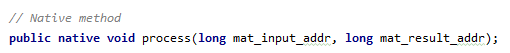 // Native method
public native void process(long mat_input_addr, long mat_result_addr);